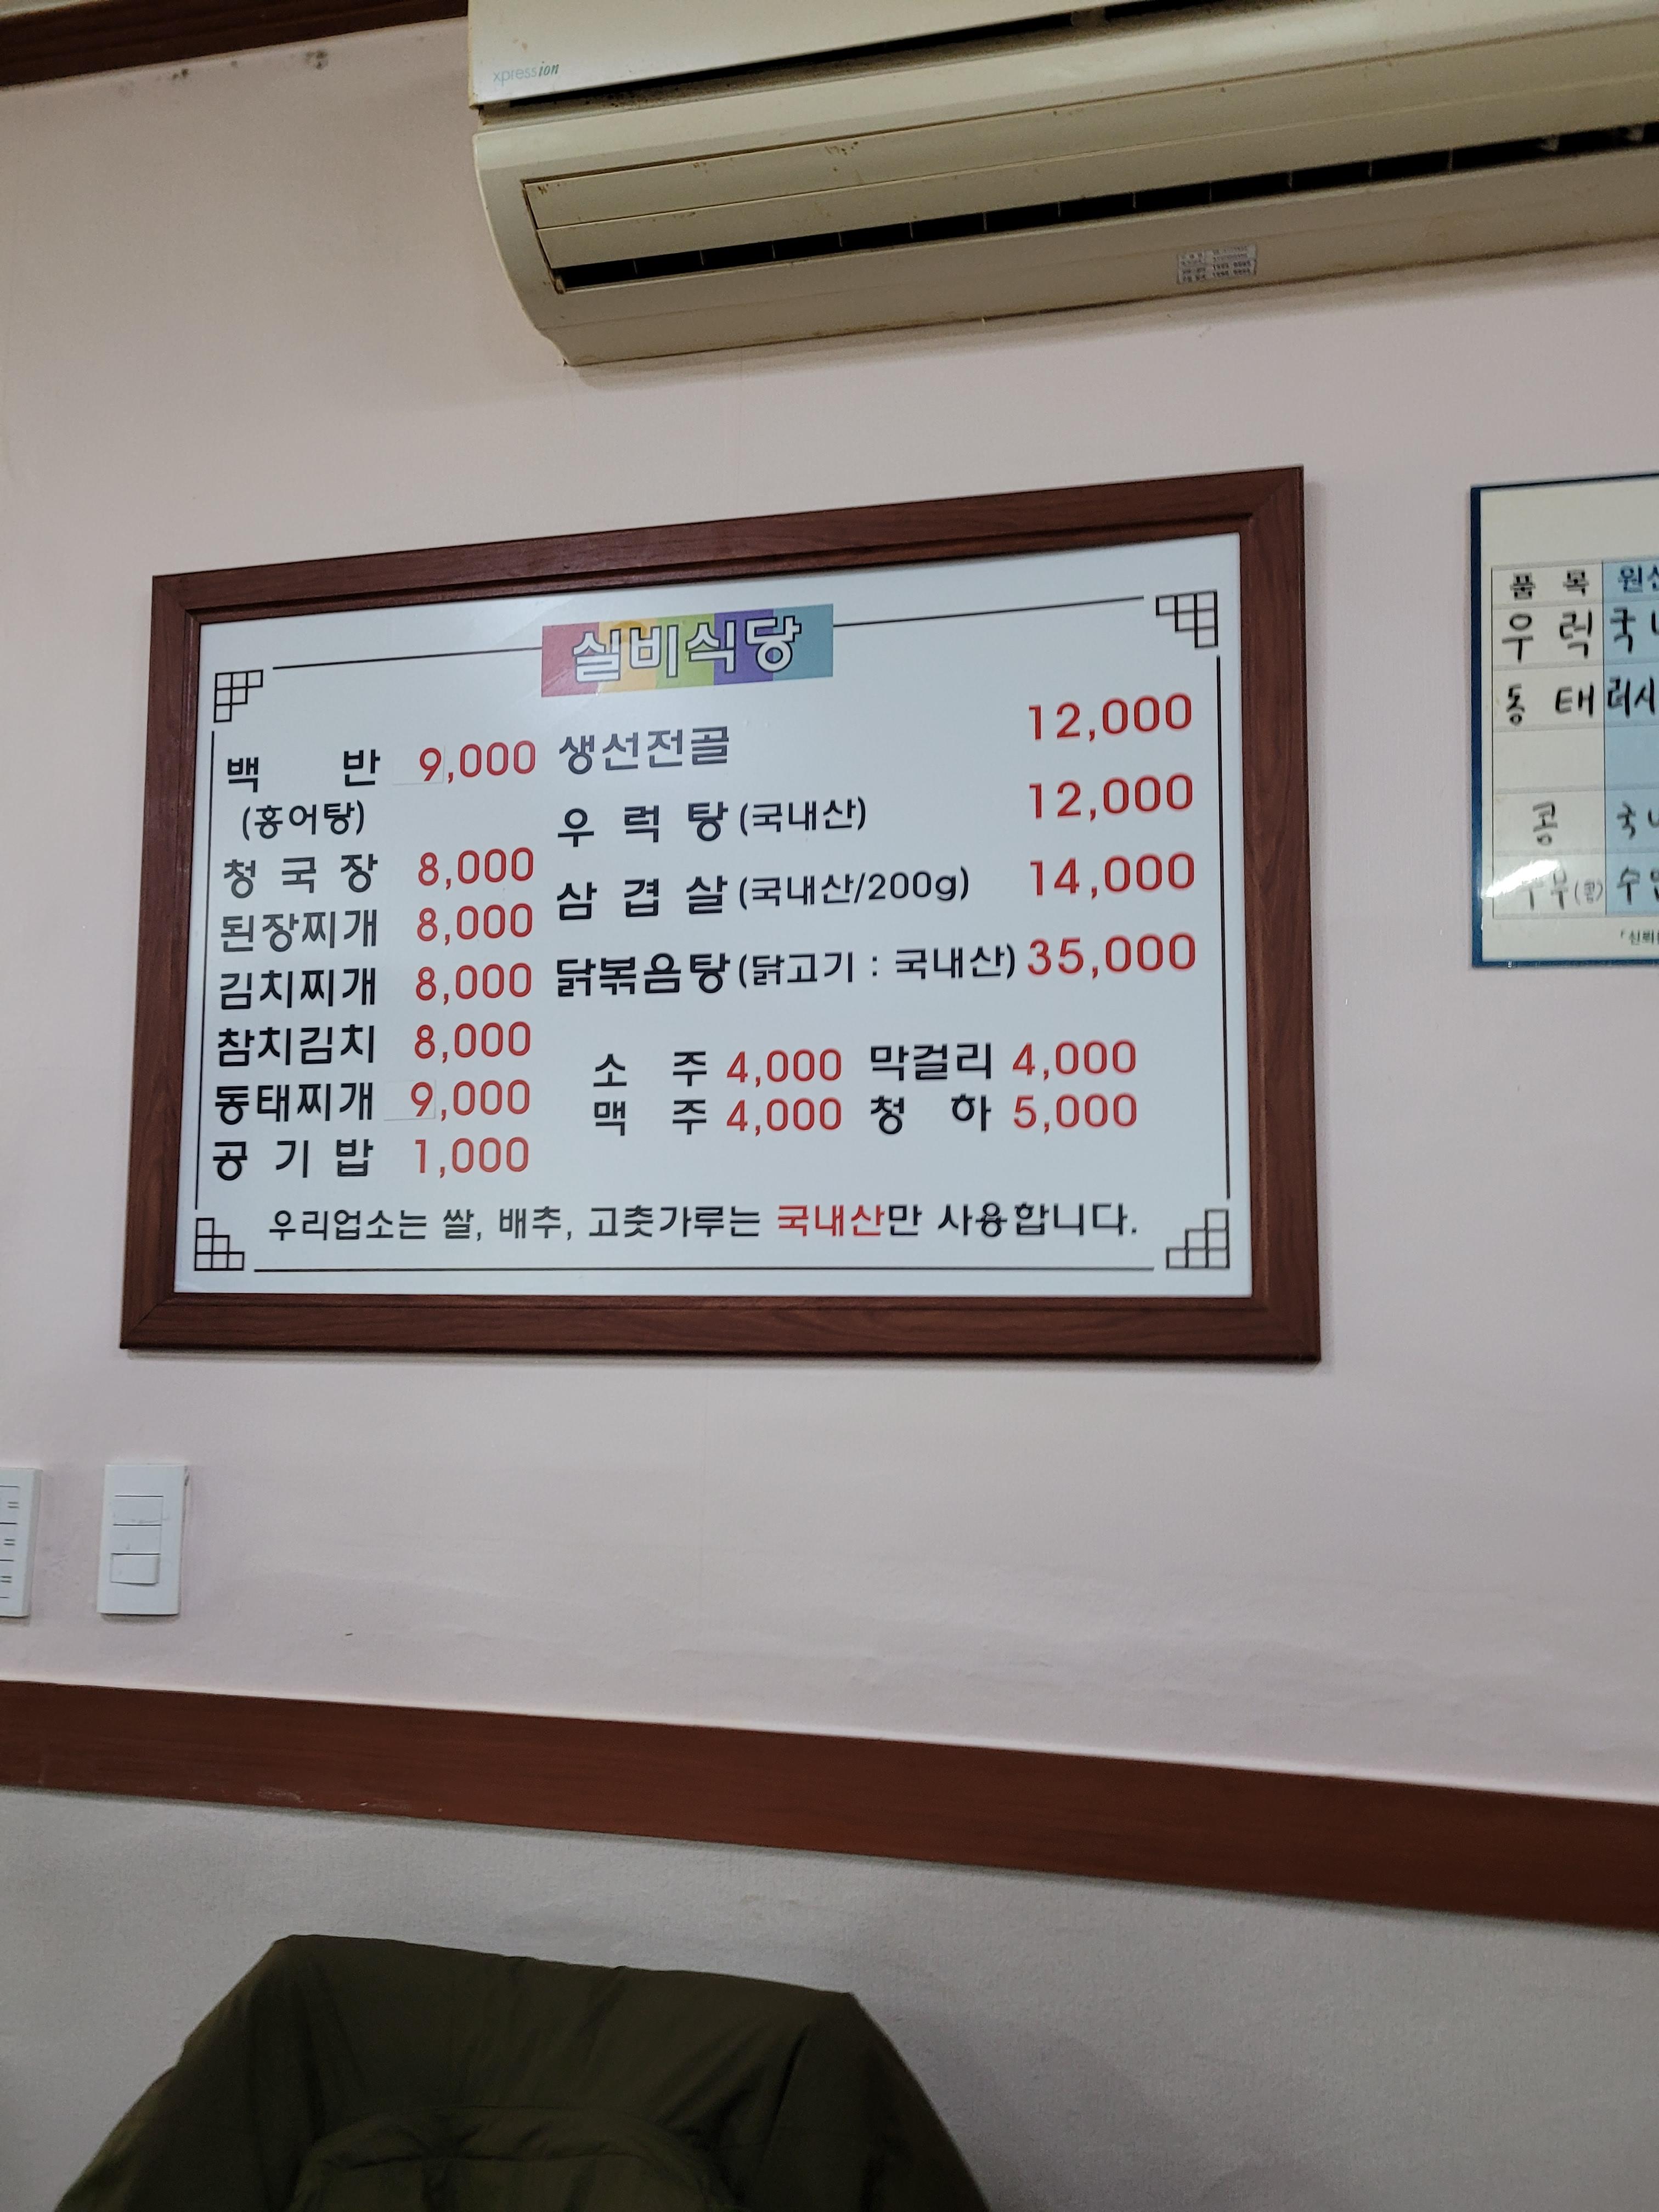 xpression
실비식당
백 반 9,000
(홍어탕)
청 국 장 8,000
된장찌개 8,000
김치찌개 8,000
참치김치 8,000
동태찌개 9,000
공 기 밥 1,000
생선전골 12,000
우 럭 탕 (국내산) 12,000
삼 겹 살 (국내산/200g) 14,000
닭볶음탕 (닭고기 : 국내산) 35,000
소 주 4,000 막걸리 4,000
맥 주 4,000 청 하 5,000
우리업소는 쌀, 배추, 고춧가루는 국내산만 사용합니다.
품 목
우 럭
동 태
콩